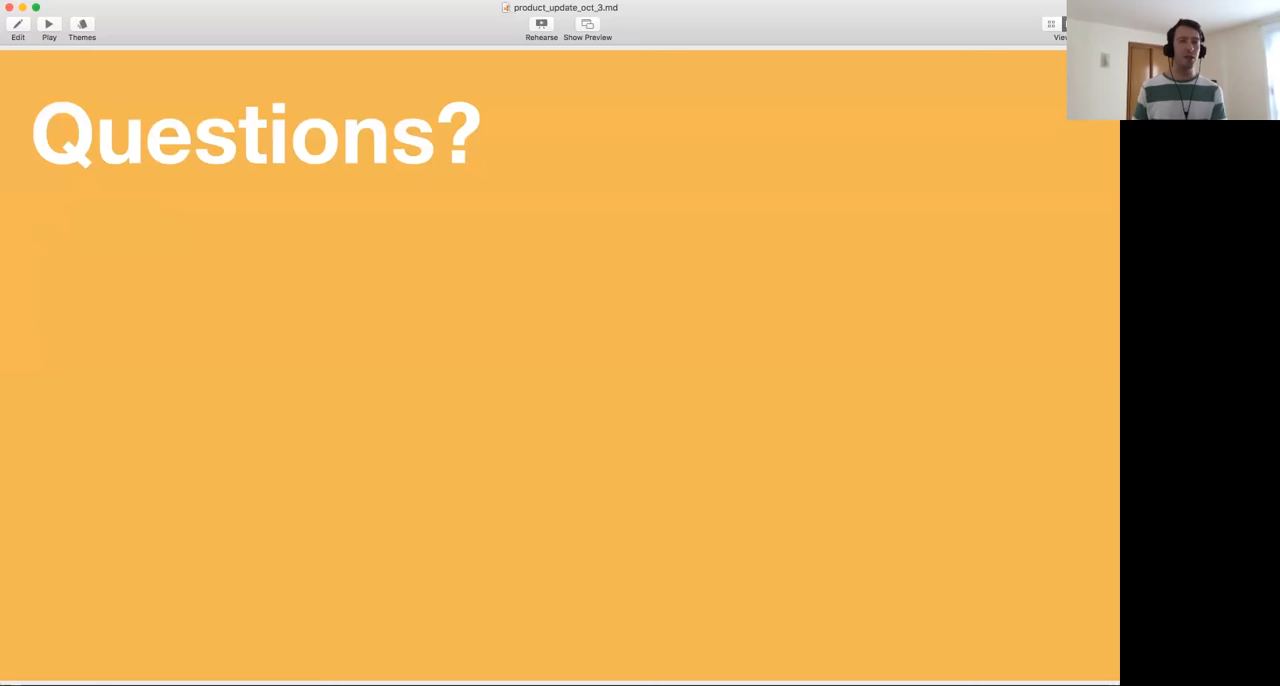 product_update_oct_3.md
Edit Play Themes Rehearse Show Preview
Questions?